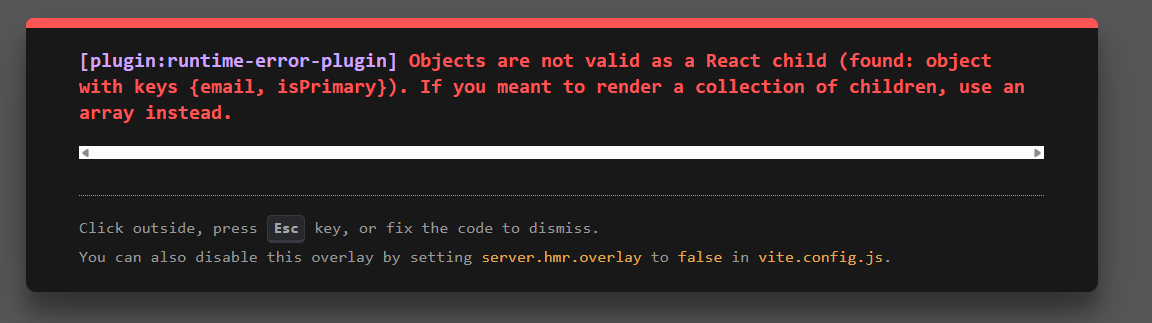 [plugin:runtime-error-plugin] Objects are not valid as a React child (found: object
with keys {email, isPrimary}). If you meant to render a collection of children, use an
array instead.
Click outside, press Esc key, or fix the code to dismiss.
You can also disable this overlay by setting server.hmr.overlay to false in vite.config.js.